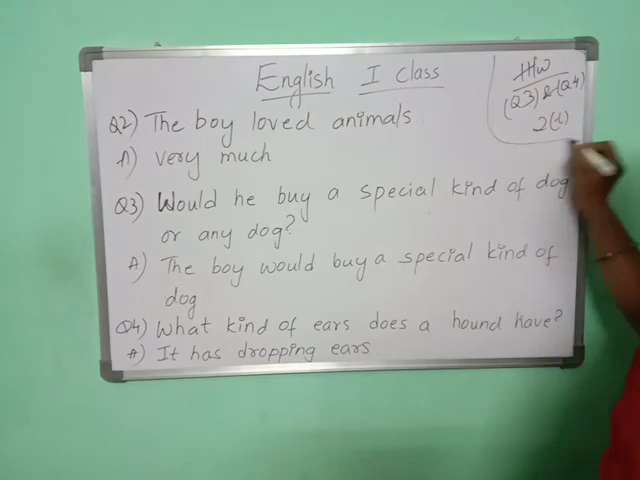 English I Class
H/W
(Q3) & (Q4)
2(t)
Q2) The boy loved animals
A) very much
Q3) Would he buy a special kind of dog
or any dog?
A) The boy would buy a special kind of
dog
Q4) What kind of ears does a hound have?
A) It has dropping ears